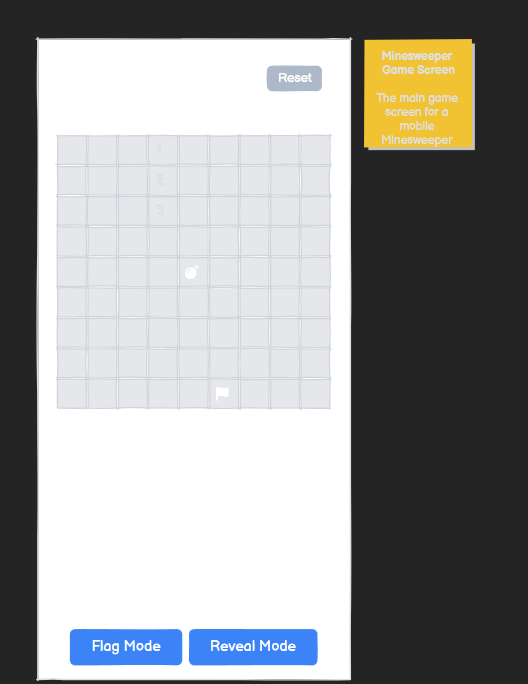 Reset
Minesweeper
Game Screen
The main game
screen for a
mobile
Minesweeper
1
2
3
Flag Mode
Reveal Mode